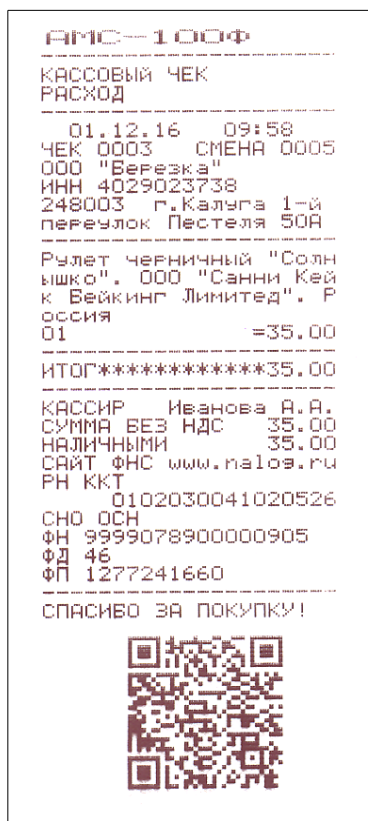 АМС-100Ф
КАССОВЫЙ ЧЕК
РАСХОД
01.12.16 09:58
ЧЕК 0003 СМЕНА 0005
ООО "Березка"
ИНН 4029023738
248003 г.Калуга 1-й
переулок Пестеля 50А
Рулет черничный "Солн
ышко". ООО "Санни Кей
к Бейкинг Лимитед". Р
оссия
01 =35.00
ИТОГ************35.00
КАССИР Иванова А.А.
СУММА БЕЗ НДС 35.00
НАЛИЧНЫМИ 35.00
САЙТ ФНС www.nalog.ru
РН ККТ
0102030041020526
СНО ОСН
ФН 9999078900000905
ФД 46
ФП 1277241660
СПАСИБО ЗА ПОКУПКУ!